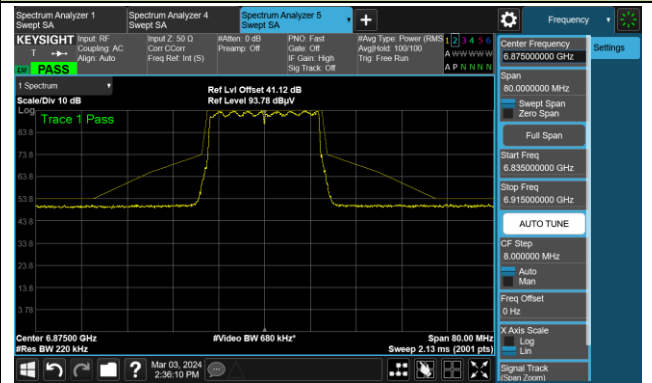 Spectrum Analyzer 1
Swept SA
Spectrum Analyzer 4
Swept SA
Spectrum Analyzer 5
Swept SA
Frequency
KEYSIGHT
Input: RF
Coupling: AC
Align: Auto
Input Z: 50 Ω
Corr CCorr
Freq Ref: Int (S)
#Atten: 0 dB
Preamp: Off
PNO: Fast
Gate: Off
IF Gain: High
Sig Track: Off
#Avg Type: Power (RMS
Avg|Hold: 100/100
Trig: Free Run
1 2 3 4 5 6
A W W W W W
A P N N N N
T
PASS
Center Frequency
6.875000000 GHz
Settings
Span
80.0000000 MHz
Swept Span
Zero Span
Full Span
Start Freq
6.835000000 GHz
Stop Freq
6.915000000 GHz
AUTO TUNE
CF Step
8.000000 MHz
Auto
Man
Freq Offset
0 Hz
X Axis Scale
Log
Lin
Signal Track
(Span Zoom)
1 Spectrum
Scale/Div 10 dB
Ref Lvl Offset 41.12 dB
Ref Level 93.78 dBµV
Log
Trace 1 Pass
83.8
73.8
63.8
53.8
43.8
33.8
23.8
13.8
3.78
Center 6.87500 GHz
#Video BW 680 kHz*
Span 80.00 MHz
#Res BW 220 kHz
Sweep 2.13 ms (2001 pts)
Mar 03, 2024
2:36:10 PM